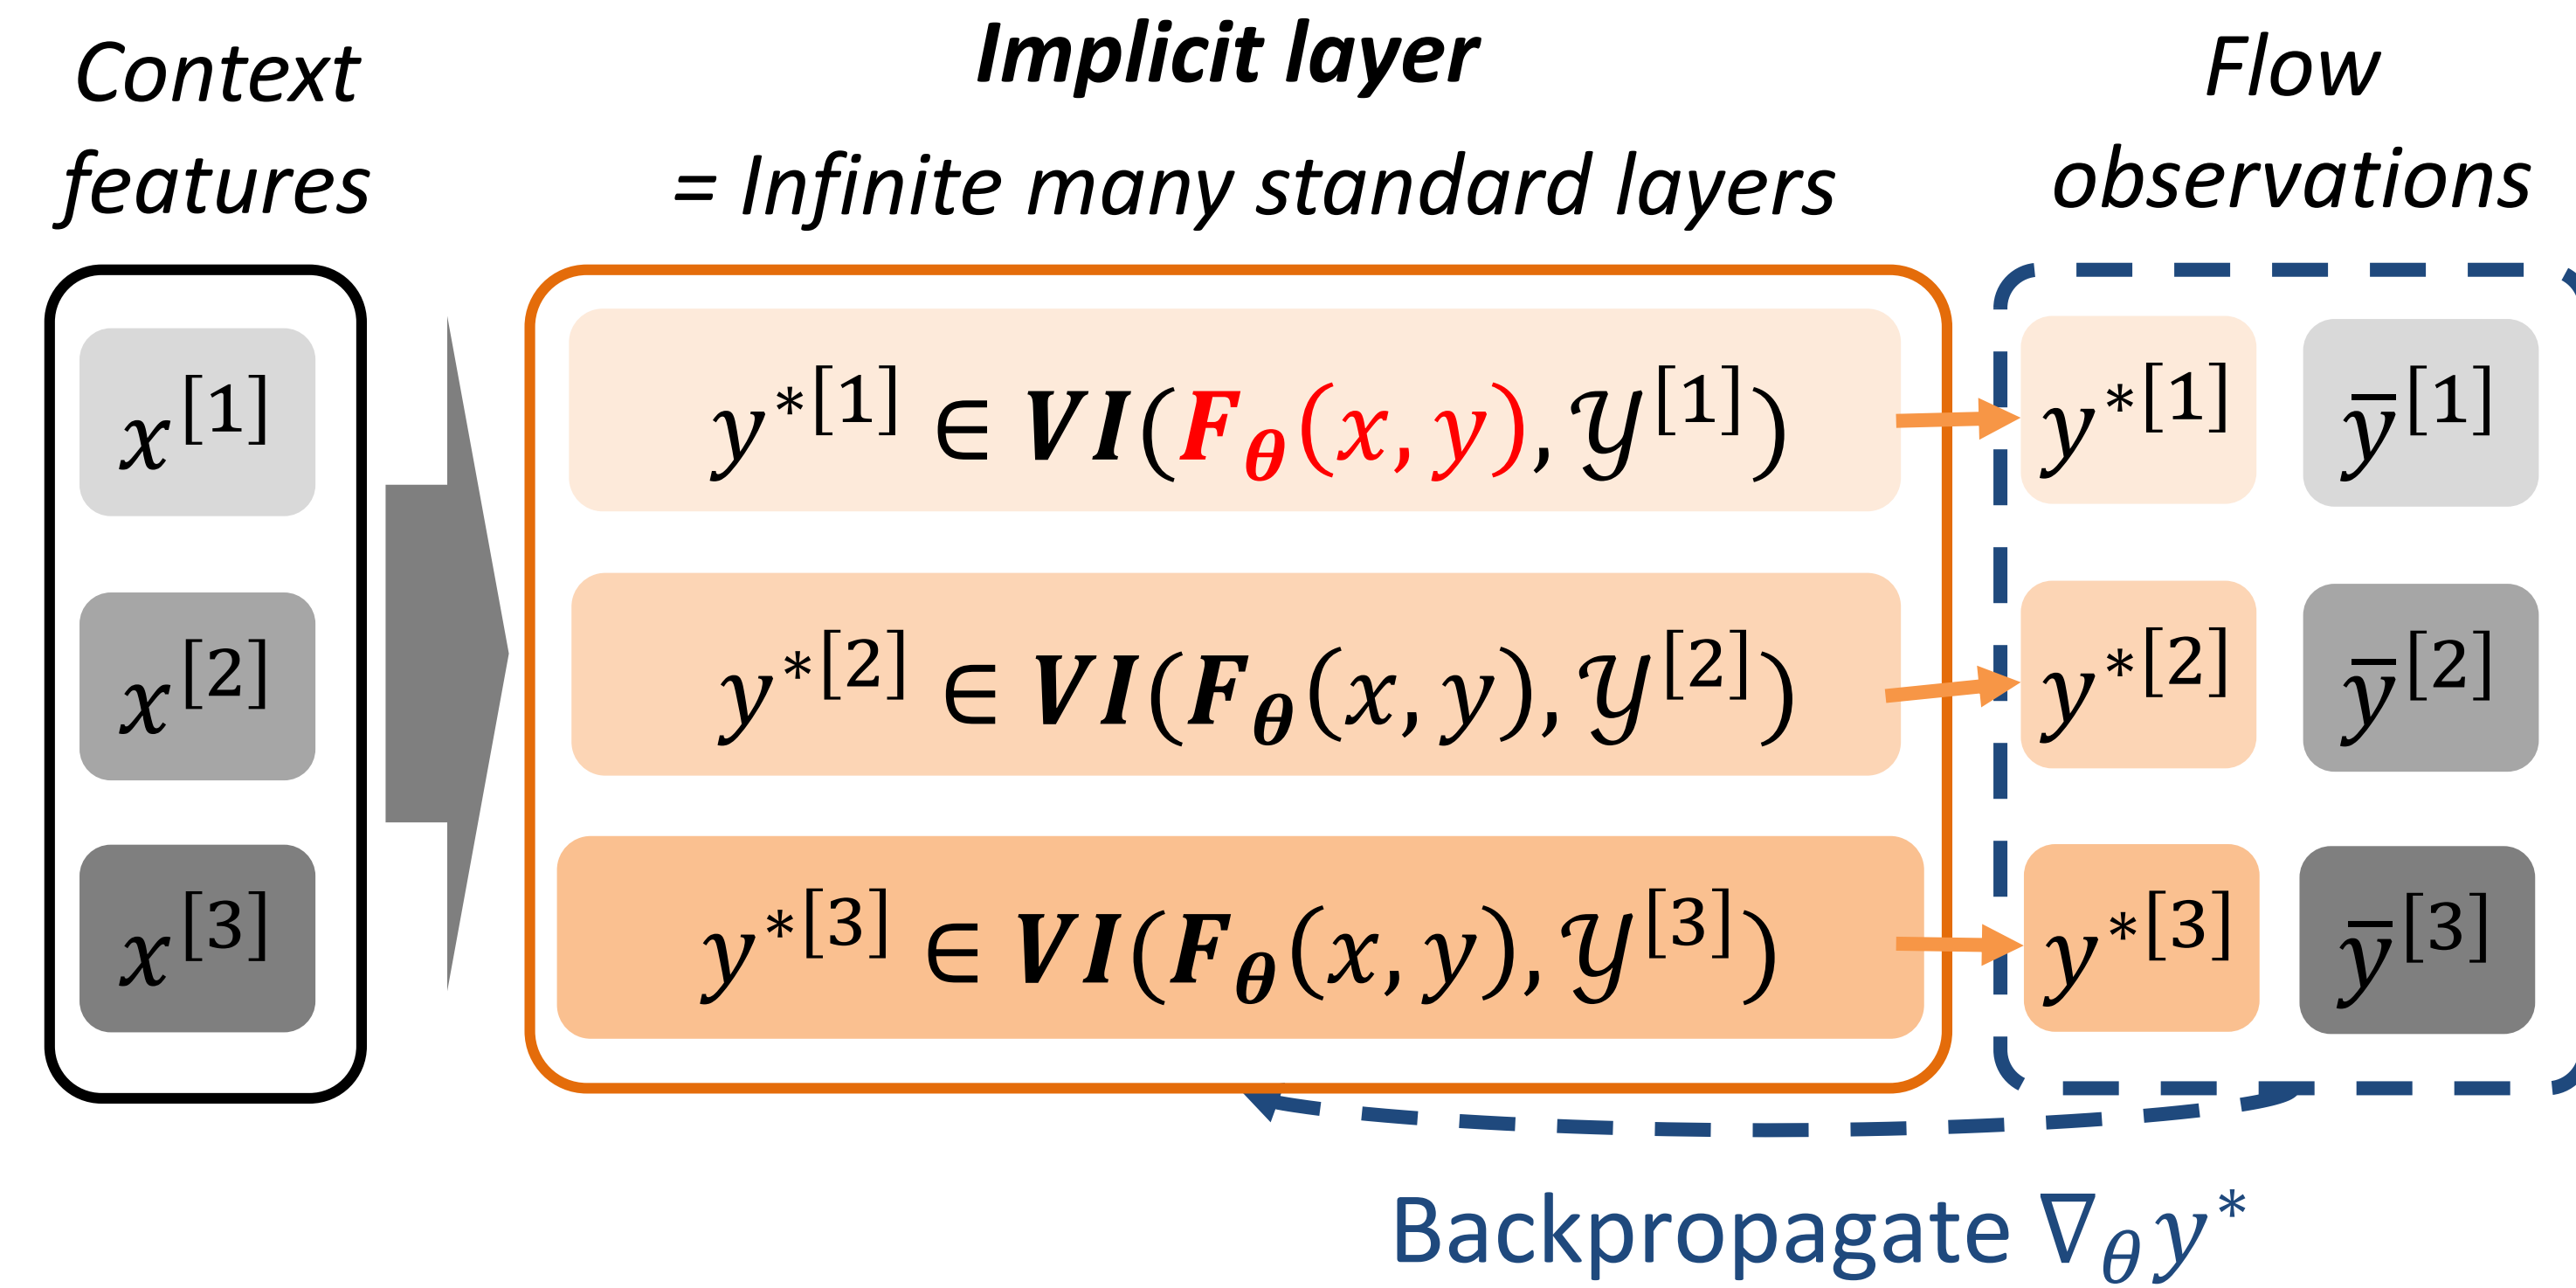 Context
features
Implicit layer
= Infinite many standard layers
Flow
observations
x^[1]
x^[2]
x^[3]
y^*[1] ∈ VI(F_θ(x, y), 𝒴^[1])
y^*[2] ∈ VI(F_θ(x, y), 𝒴^[2])
y^*[3] ∈ VI(F_θ(x, y), 𝒴^[3])
y^*[1] y̅^[1]
y^*[2] y̅^[2]
y^*[3] y̅^[3]
Backpropagate ∇_θ y^*